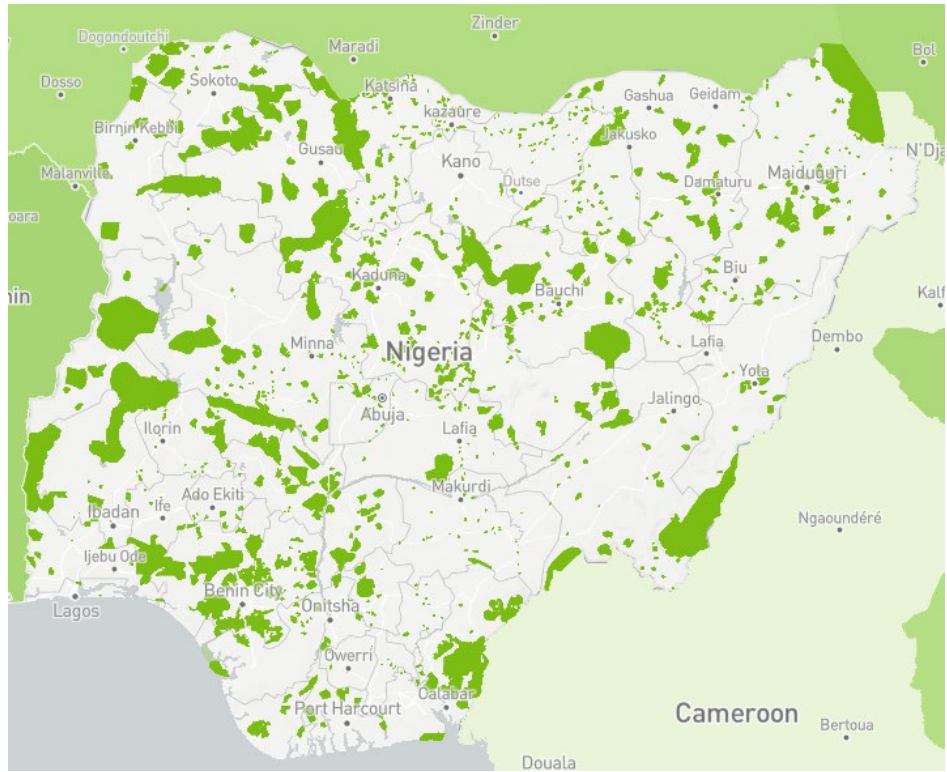 Zinder
Dogondoutchi
Maradi
Bol
Dosso
Sokoto
Katsina
Gashua
Geidam
Birnin Kebbi
kazaure
Jakusko
N'Dja
Malanville
Gusau
Kano
Dutse
Damaturu
Maiduguri
oara
Kaduna
Biu
Bauchi
Kalf
nin
Minna
Nigeria
Lafia
Dembo
Yola
Abuja
Jalingo
Ilorin
Lafia
Makurdi
Ado Ekiti
Ibadan
Ife
Ngaoundéré
Ijebu Ode
Lagos
Benin City
Onitsha
Owerri
Calabar
Port Harcourt
Cameroon
Bertoua
Douala